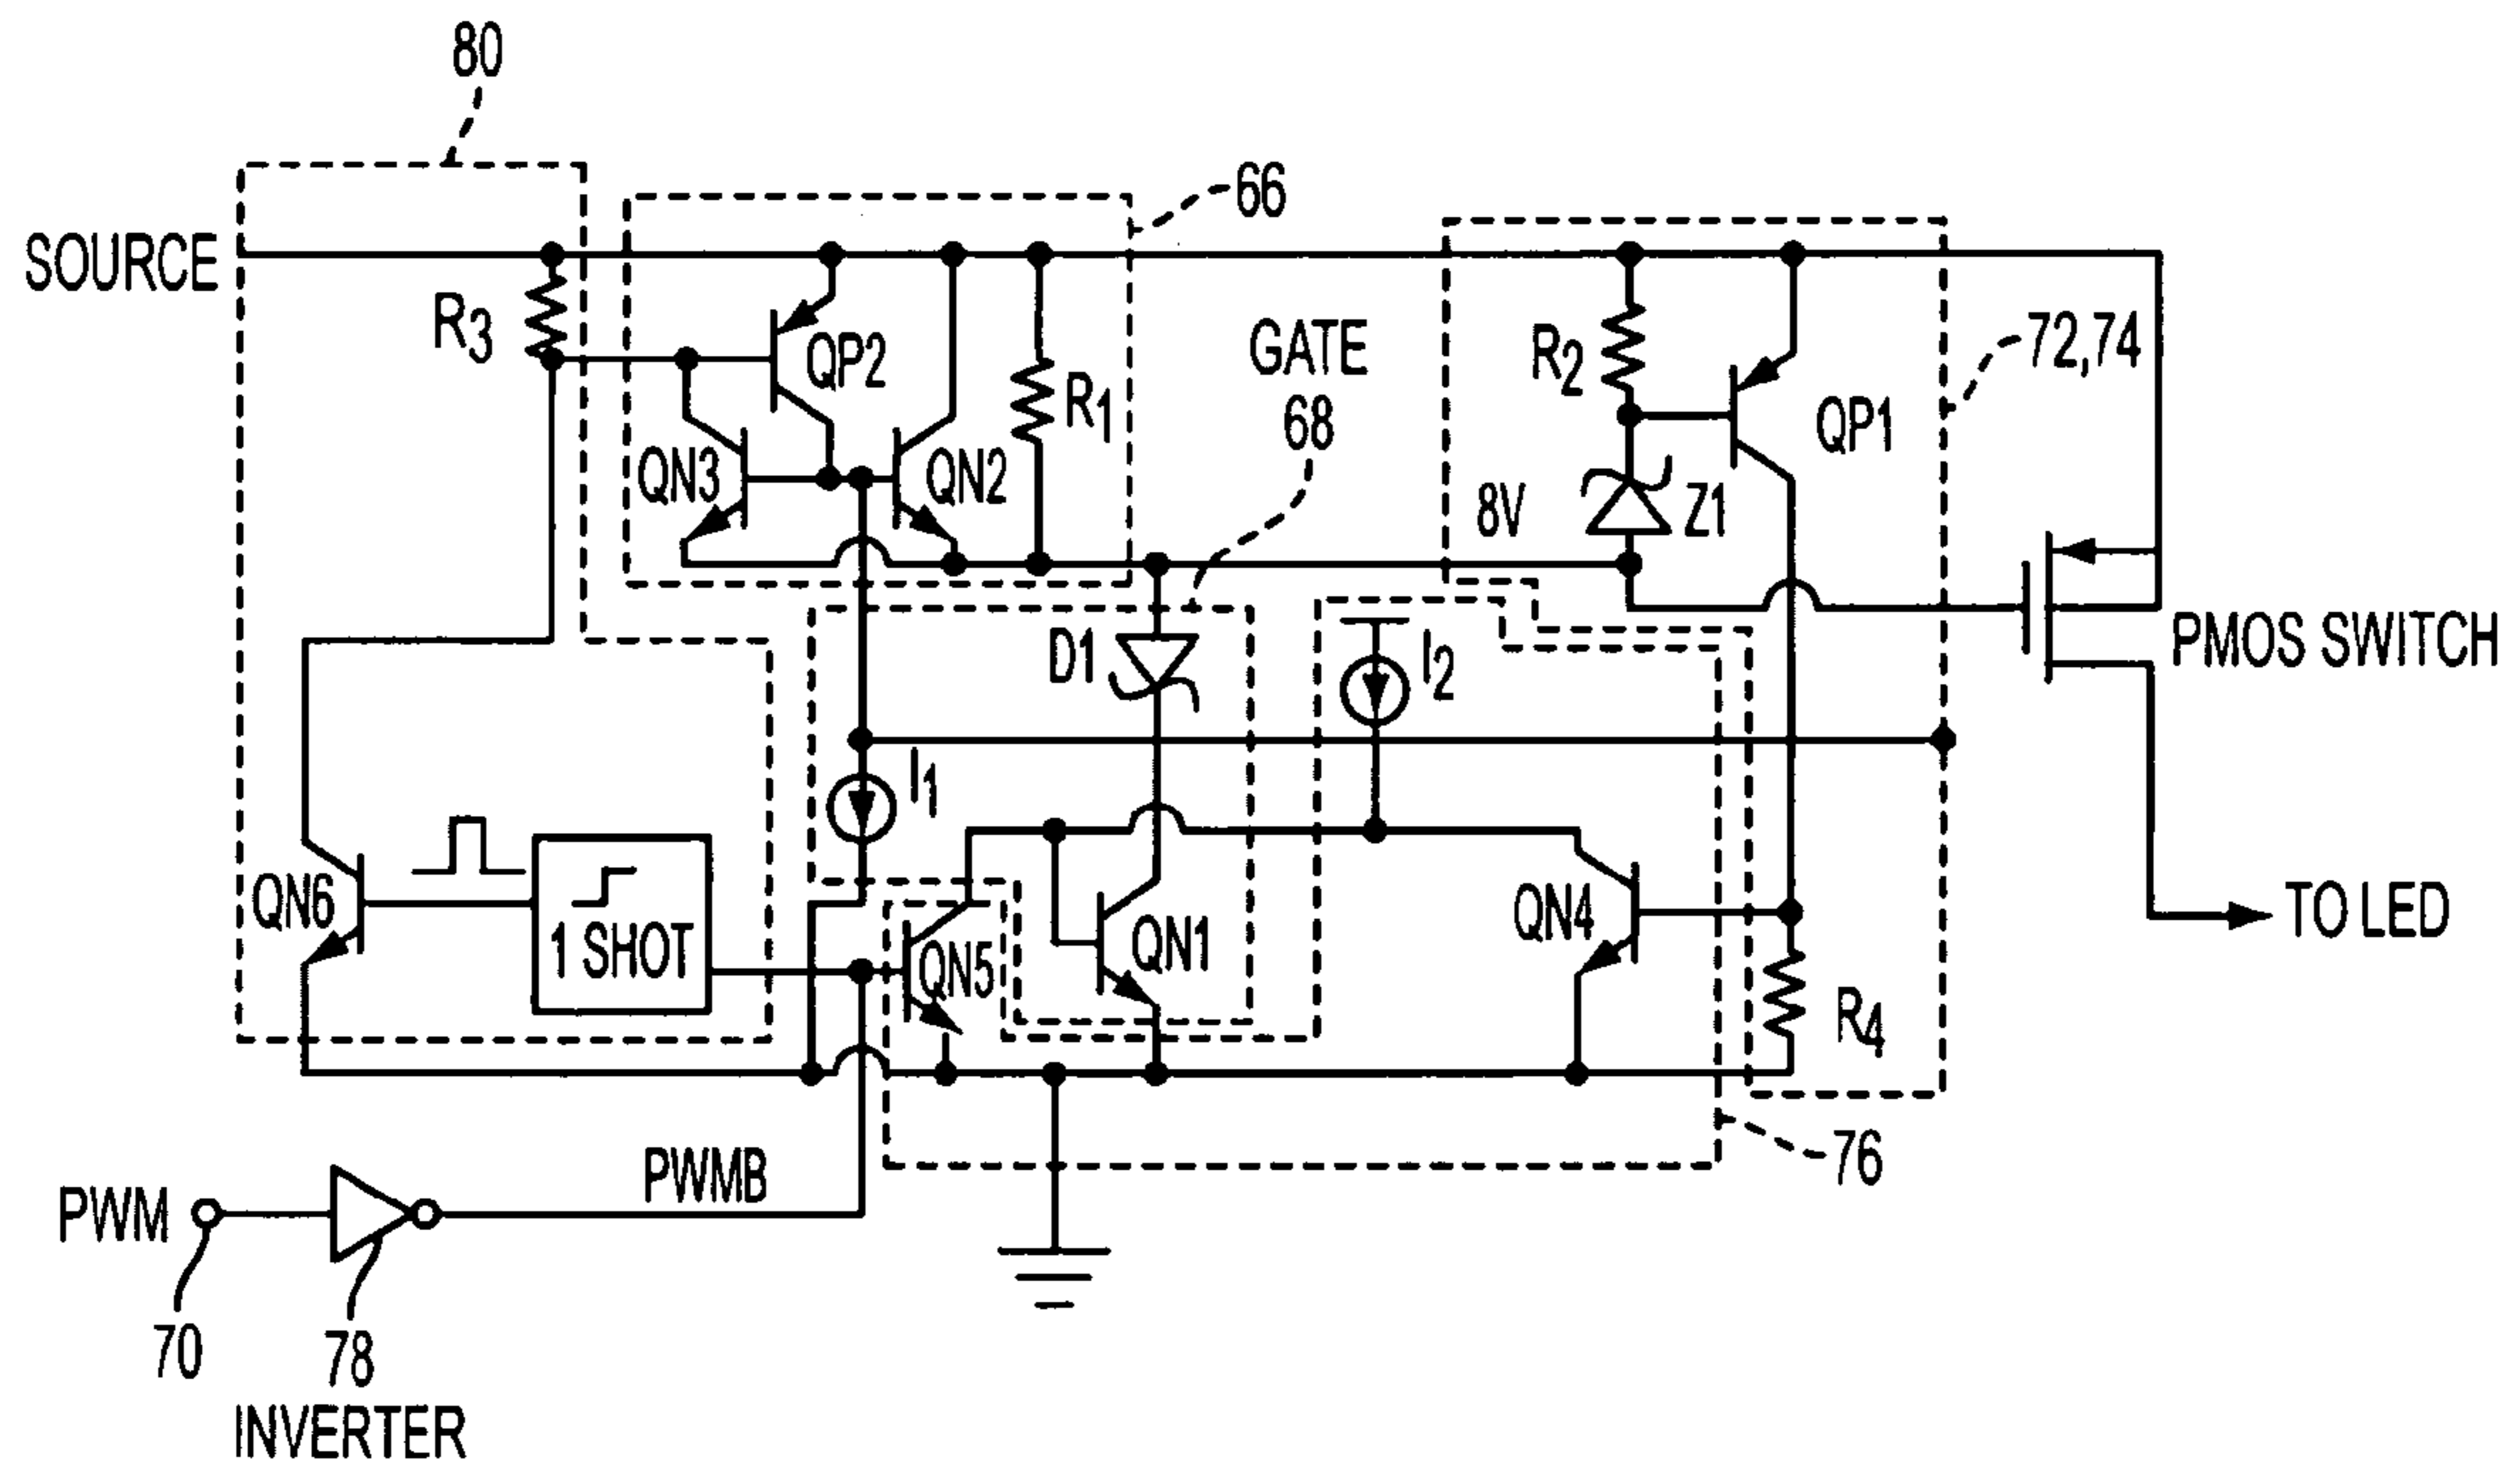 80
66
SOURCE
R3
QP2
GATE
R1
68
R2
72,74
QP1
QN3
QN2
8V
Z1
D1
I2
PMOS SWITCH
I1
QN6
1 SHOT
QN5
QN1
QN4
TO LED
R4
PWMB
76
PWM
70
78
INVERTER